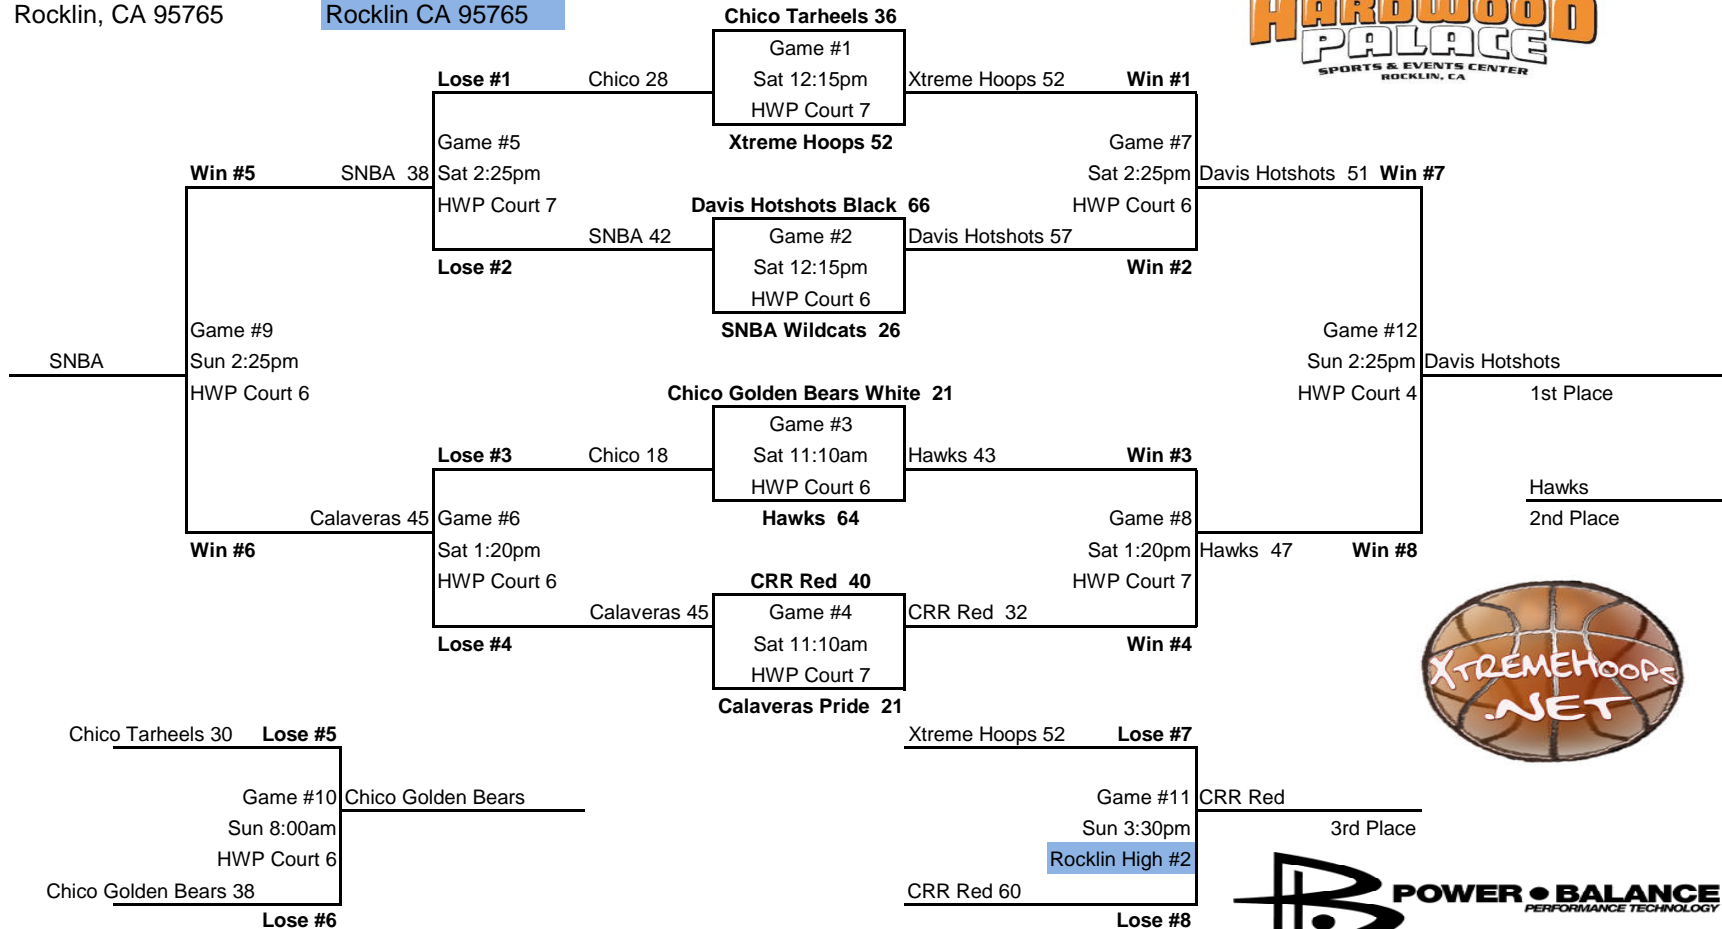 Rocklin, CA 95765 Rocklin CA 95765
HARDWOOD
PALACE
SPORTS & EVENTS CENTER
ROCKLIN, CA
Chico Tarheels 36
Game #1
Lose #1 Chico 28 Sat 12:15pm Xtreme Hoops 52 Win #1
HWP Court 7
Game #5 Xtreme Hoops 52 Game #7
Win #5 SNBA 38 Sat 2:25pm Sat 2:25pm Davis Hotshots 51 Win #7
HWP Court 7 Davis Hotshots Black 66 HWP Court 6
SNBA 42 Game #2 Davis Hotshots 57
Lose #2 Sat 12:15pm Win #2
HWP Court 6
Game #9 SNBA Wildcats 26 Game #12
SNBA Sun 2:25pm Sun 2:25pm Davis Hotshots
HWP Court 6 Chico Golden Bears White 21 HWP Court 4 1st Place
Game #3
Lose #3 Chico 18 Sat 11:10am Hawks 43 Win #3
HWP Court 6 Hawks
Calaveras 45 Game #6 Hawks 64 Game #8 2nd Place
Win #6 Sat 1:20pm Sat 1:20pm Hawks 47 Win #8
HWP Court 6 CRR Red 40 HWP Court 7
Calaveras 45 Game #4 CRR Red 32
Lose #4 Sat 11:10am Win #4
HWP Court 7
Calaveras Pride 21
XTREMEHOOPS
.NET
Chico Tarheels 30 Lose #5 Xtreme Hoops 52 Lose #7
Game #10 Chico Golden Bears Game #11 CRR Red
Sun 8:00am Sun 3:30pm 3rd Place
HWP Court 6 Rocklin High #2
Chico Golden Bears 38 CRR Red 60
Lose #6 Lose #8
POWER BALANCE
PERFORMANCE TECHNOLOGY